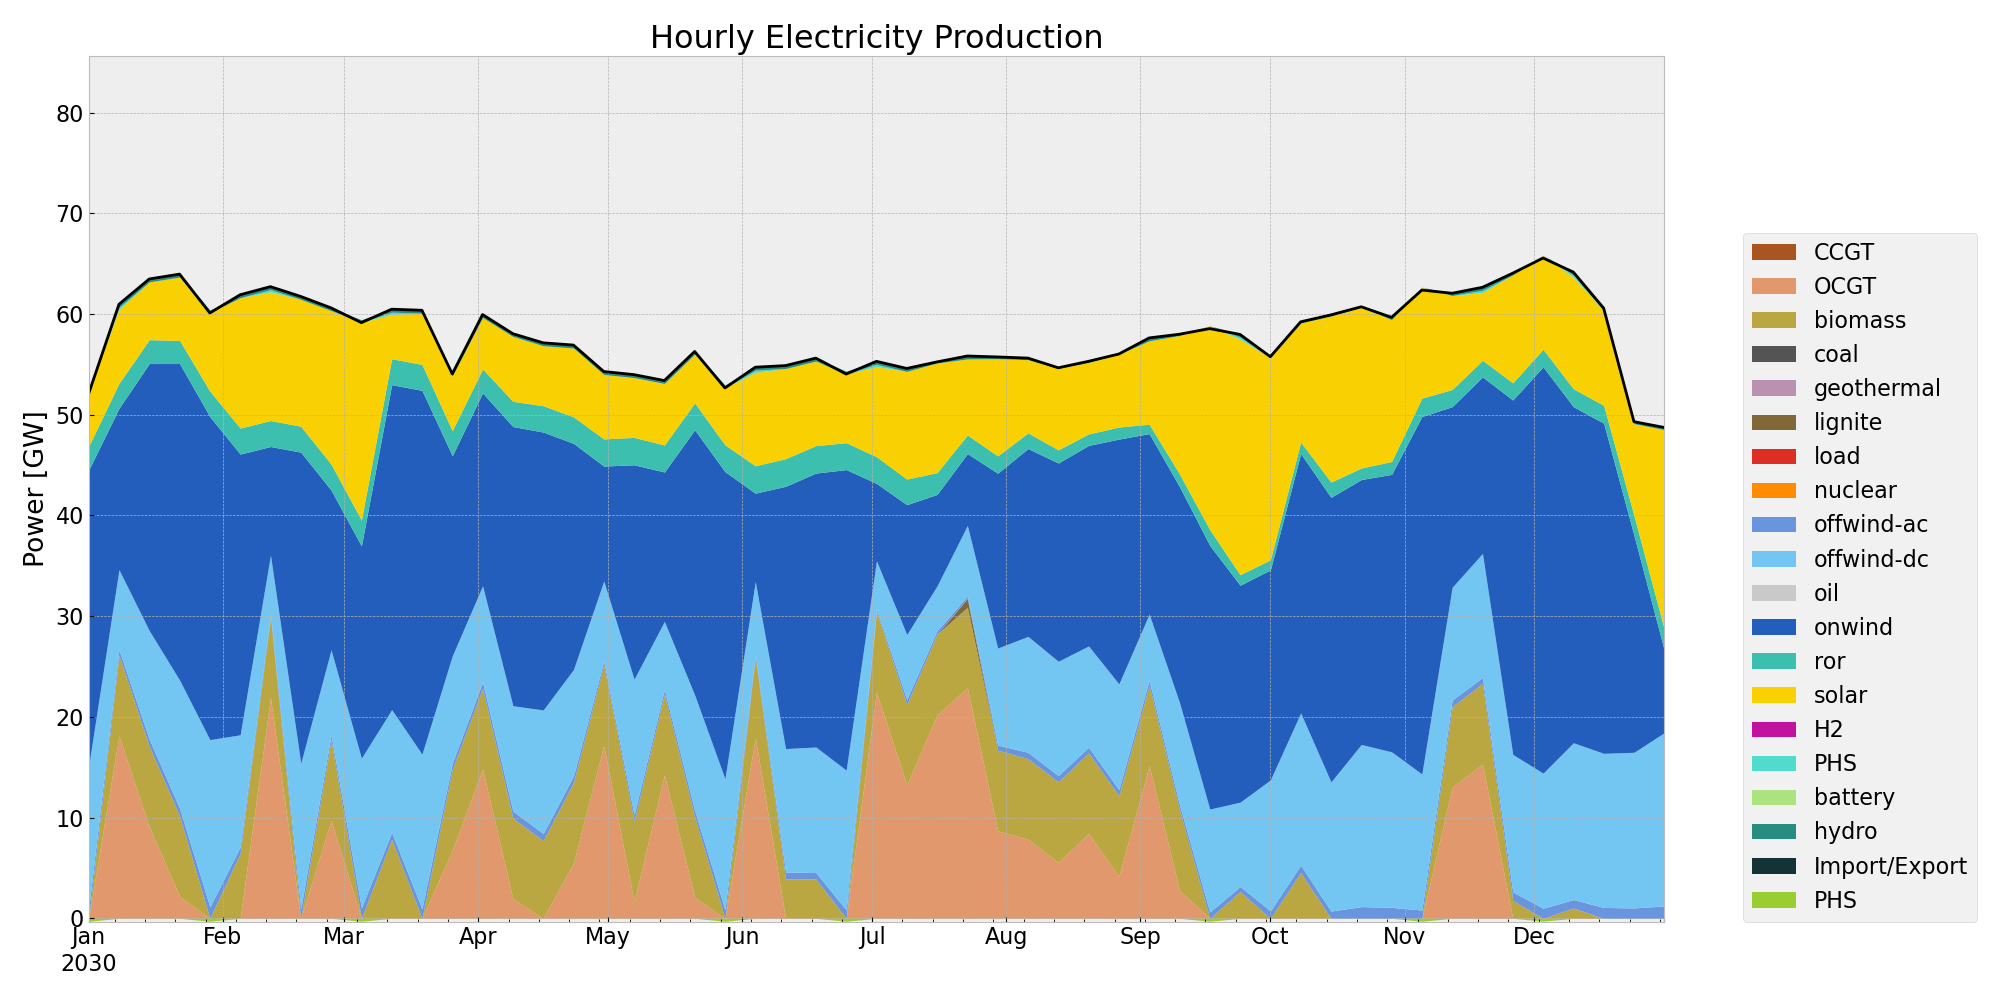 Hourly Electricity Production
Power [GW]
80
70
60
50
40
30
20
10
0
Jan Feb Mar Apr May Jun Jul Aug Sep Oct Nov Dec
2030
CCGT
OCGT
biomass
coal
geothermal
lignite
load
nuclear
offwind-ac
offwind-dc
oil
onwind
ror
solar
H2
PHS
battery
hydro
Import/Export
PHS